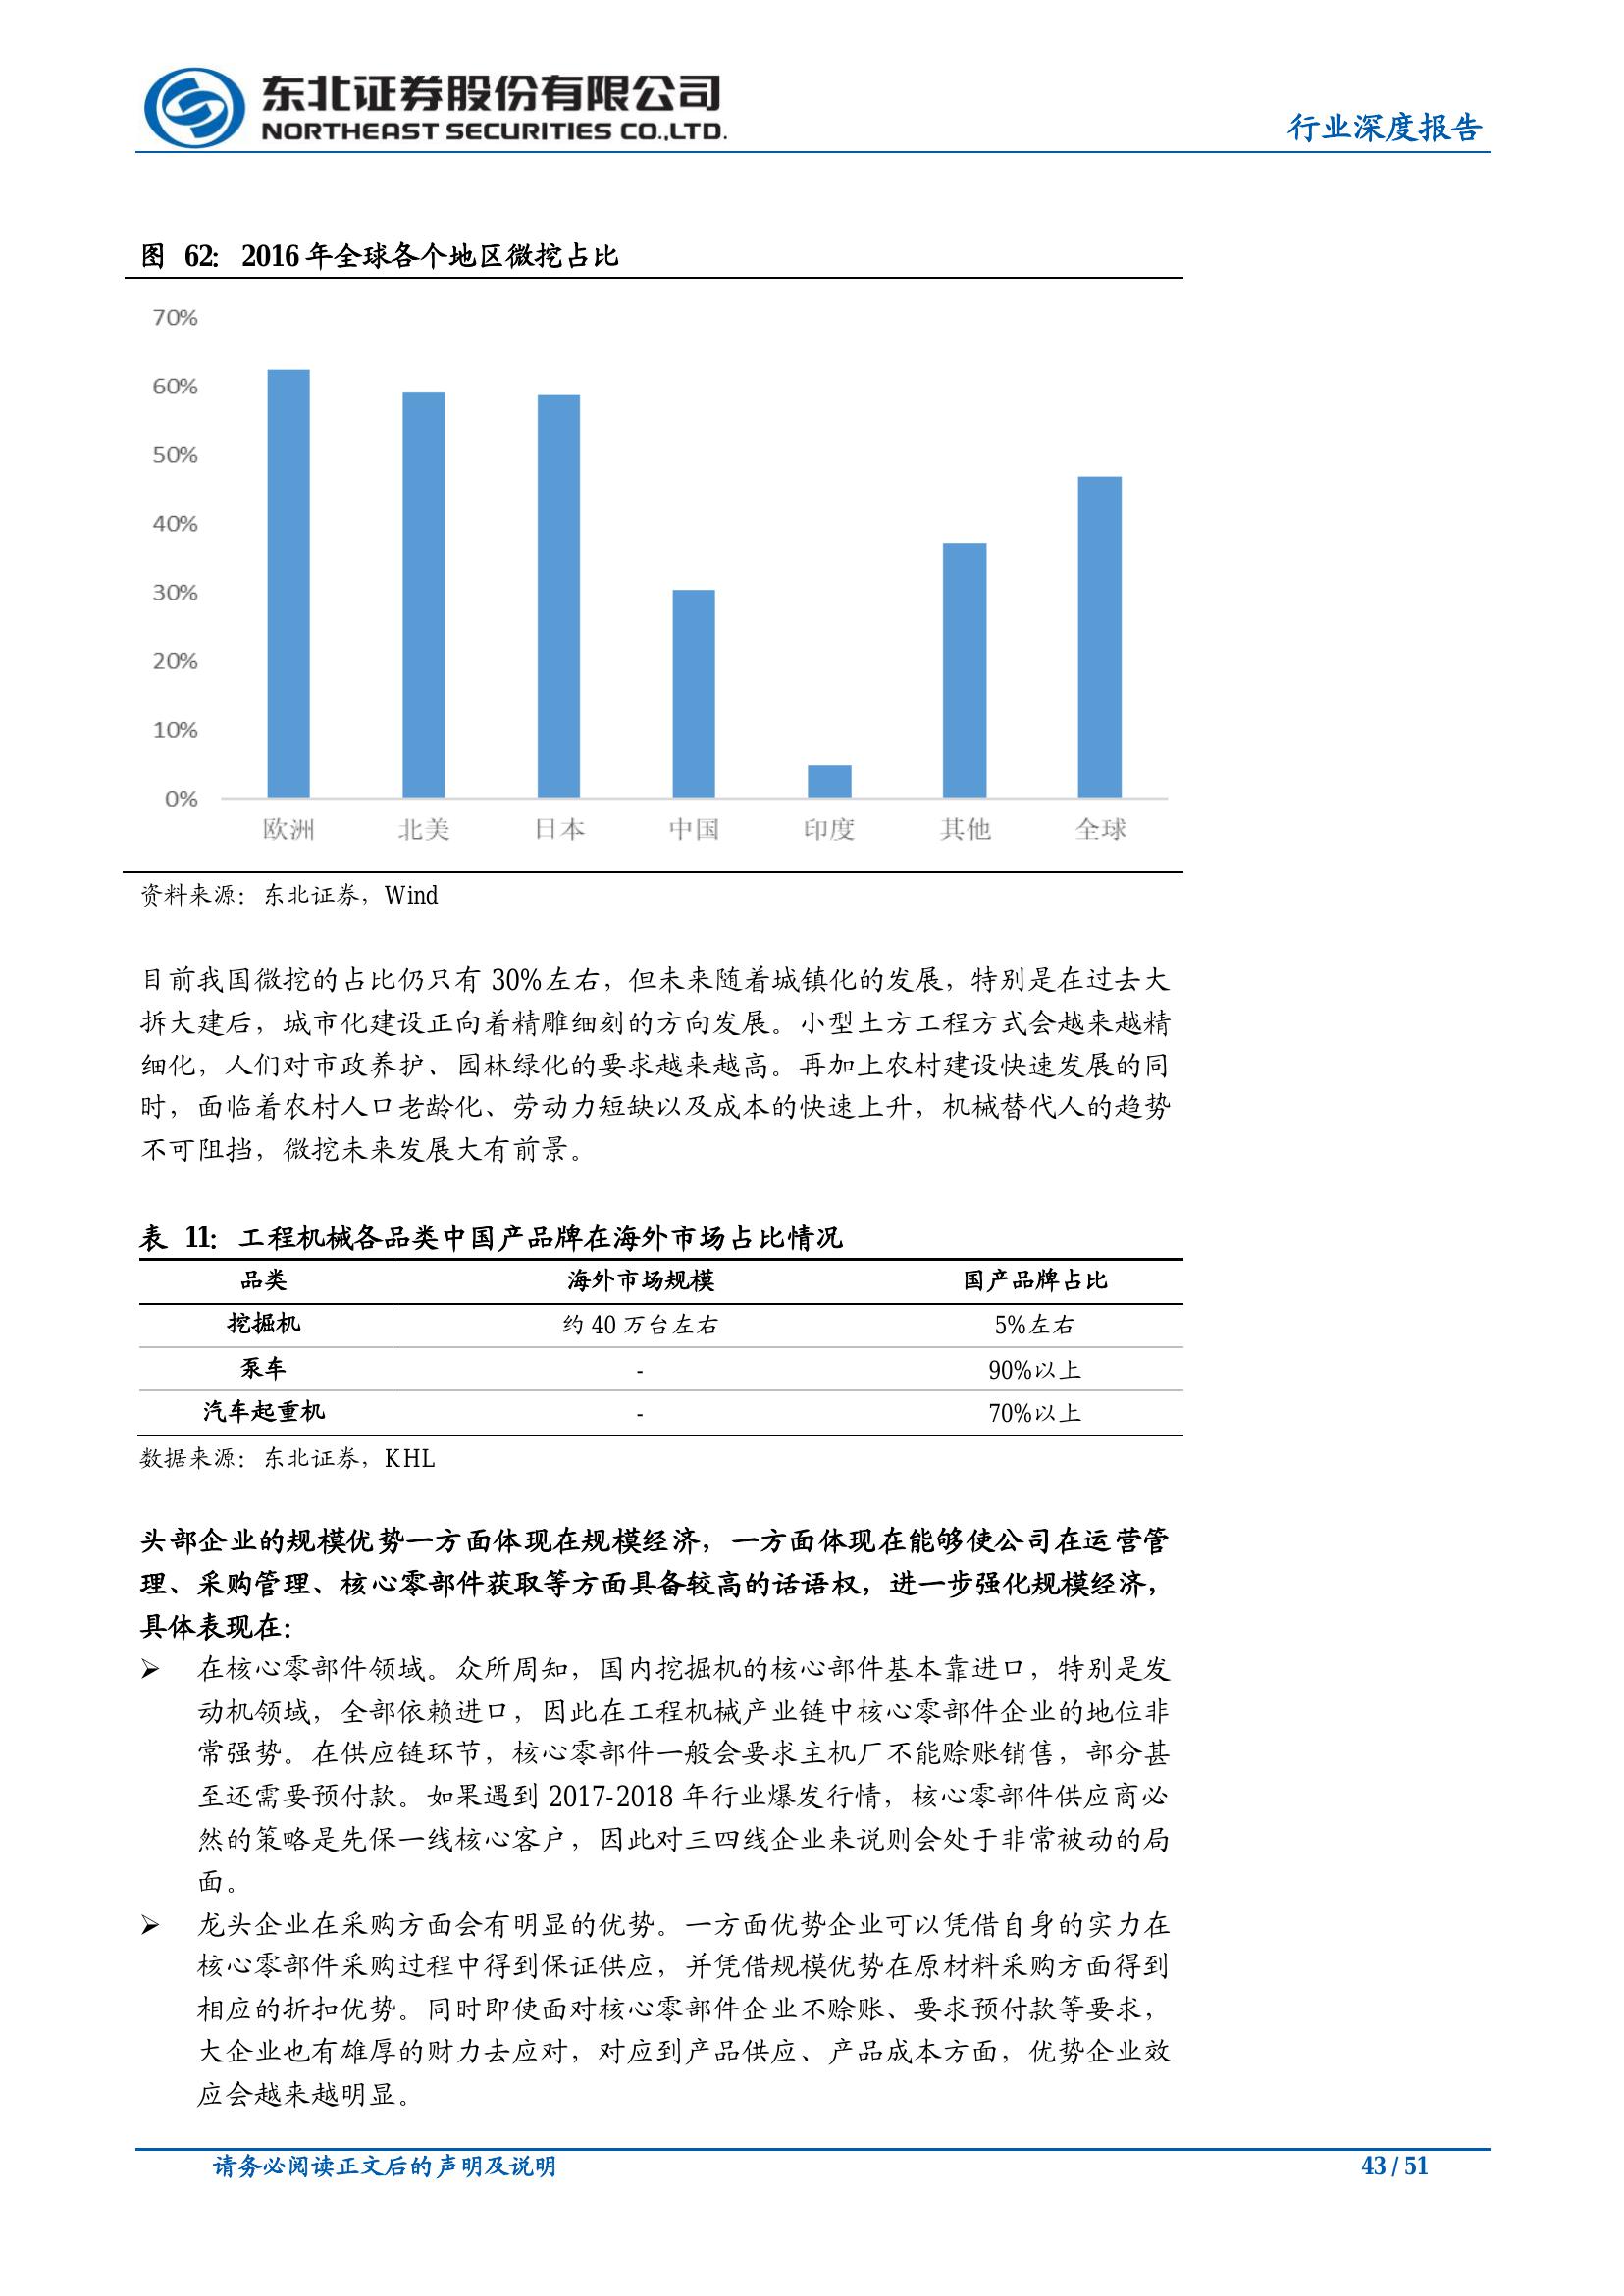 东北证券股份有限公司
NORTHEAST SECURITIES CO.,LTD.
行业深度报告
图 62: 2016年全球各个地区微挖占比
70%
60%
50%
40%
30%
20%
10%
0%
欧洲 北美 日本 中国 印度 其他 全球
资料来源：东北证券，Wind
目前我国微挖的占比仍只有 30%左右，但未来随着城镇化的发展，特别是在过去大
拆大建后，城市化建设正向着精雕细刻的方向发展。小型土方工程方式会越来越精
细化，人们对市政养护、园林绿化的要求越来越高。再加上农村建设快速发展的同
时，面临着农村人口老龄化、劳动力短缺以及成本的快速上升，机械替代人的趋势
不可阻挡，微挖未来发展大有前景。
表 11: 工程机械各品类中国产品牌在海外市场占比情况
品类 海外市场规模 国产品牌占比
挖掘机 约 40 万台左右 5%左右
泵车 - 90%以上
汽车起重机 - 70%以上
数据来源：东北证券，KHL
头部企业的规模优势一方面体现在规模经济，一方面体现在能够使公司在运营管
理、采购管理、核心零部件获取等方面具备较高的话语权，进一步强化规模经济，
具体表现在：
➢ 在核心零部件领域。众所周知，国内挖掘机的核心部件基本靠进口，特别是发
动机领域，全部依赖进口，因此在工程机械产业链中核心零部件企业的地位非
常强势。在供应链环节，核心零部件一般会要求主机厂不能赊账销售，部分甚
至还需要预付款。如果遇到 2017-2018 年行业爆发行情，核心零部件供应商必
然的策略是先保一线核心客户，因此对三四线企业来说则会处于非常被动的局
面。
➢ 龙头企业在采购方面会有明显的优势。一方面优势企业可以凭借自身的实力在
核心零部件采购过程中得到保证供应，并凭借规模优势在原材料采购方面得到
相应的折扣优势。同时即使面对核心零部件企业不赊账、要求预付款等要求，
大企业也有雄厚的财力去应对，对应到产品供应、产品成本方面，优势企业效
应会越来越明显。
请务必阅读正文后的声明及说明 43 / 51